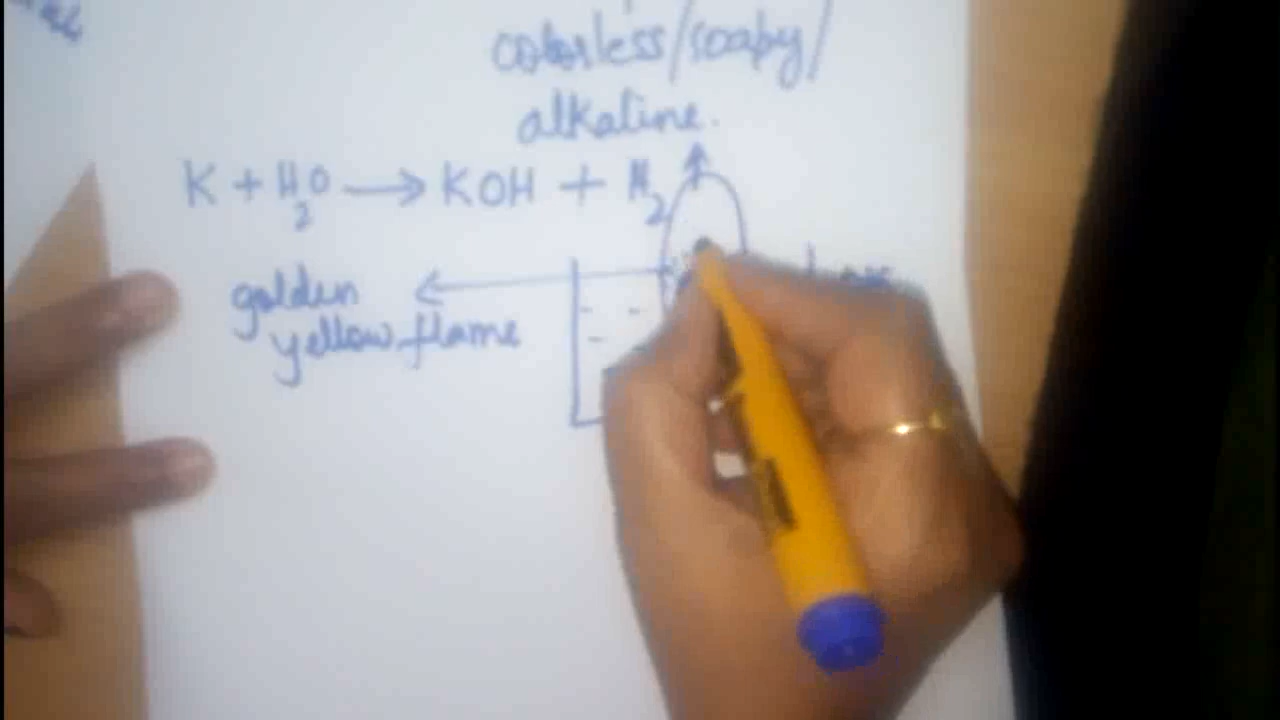 colorless/soapy/
alkaline.
K + H2O → KOH + H2
golden
yellow flame